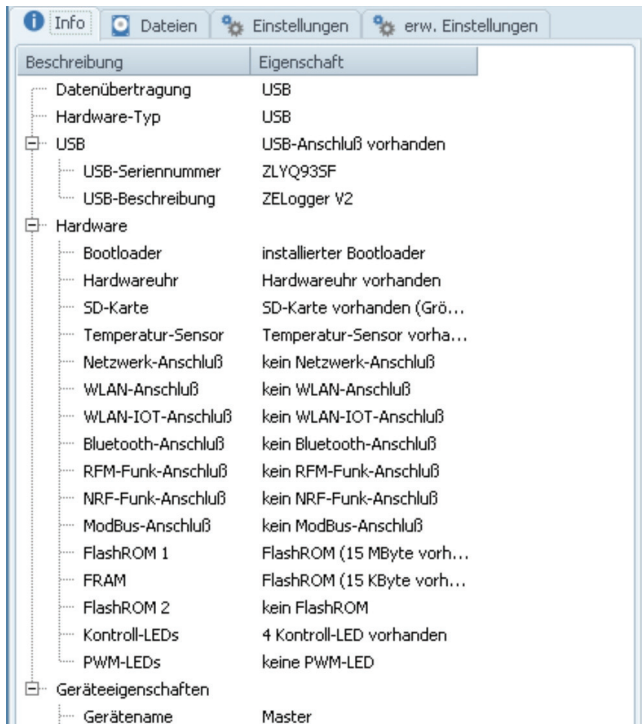 Info Dateien Einstellungen erw. Einstellungen
Beschreibung Eigenschaft
Datenübertragung USB
Hardware-Typ USB
USB USB-Anschluß vorhanden
USB-Seriennummer ZLYQ93SF
USB-Beschreibung ZELogger V2
Hardware
Bootloader installierter Bootloader
Hardwareuhr Hardwareuhr vorhanden
SD-Karte SD-Karte vorhanden (Grö...
Temperatur-Sensor Temperatur-Sensor vorha...
Netzwerk-Anschluß kein Netzwerk-Anschluß
WLAN-Anschluß kein WLAN-Anschluß
WLAN-IOT-Anschluß kein WLAN-IOT-Anschluß
Bluetooth-Anschluß kein Bluetooth-Anschluß
RFM-Funk-Anschluß kein RFM-Funk-Anschluß
NRF-Funk-Anschluß kein NRF-Funk-Anschluß
ModBus-Anschluß kein ModBus-Anschluß
FlashROM 1 FlashROM (15 MByte vorh...
FRAM FlashROM (15 KByte vorh...
FlashROM 2 kein FlashROM
Kontroll-LEDs 4 Kontroll-LED vorhanden
PWM-LEDs keine PWM-LED
Geräteeigenschaften
Gerätename Master